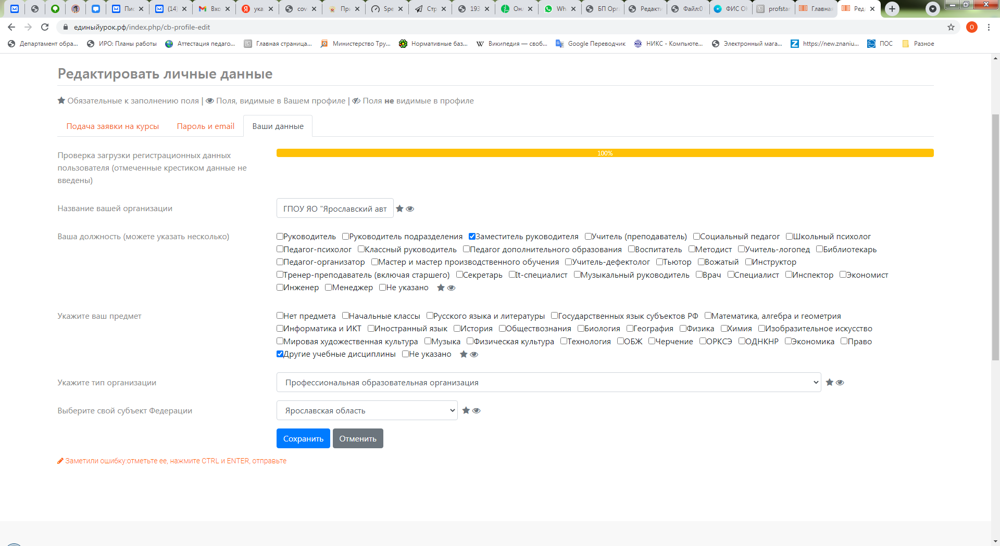 Пис (14) Вхо ука cov При Spe Стр 193 Онл Wh БП Орг Редакти Файл:0 ФИС О profstan Главная Ред
единыйурок.рф/index.php/cb-profile-edit
Департамент обра... ИРО: Планы работы Аттестация педаго... Главная страница... Министерство Тру... Нормативные баз... Википедия — своб... Google Переводчик НИКС - Компьюте... Электронный мага... https://new.znaniu... ПОС Разное
Редактировать личные данные
Обязательные к заполнению поля | Поля, видимые в Вашем профиле | Поля не видимые в профиле
Подача заявки на курсы Пароль и email Ваши данные
Проверка загрузки регистрационных данных
пользователя (отмеченные крестиком данные не
введены)
100%
Название вашей организации ГПОУ ЯО "Ярославский авт
Ваша должность (можете указать несколько) Руководитель Руководитель подразделения Заместитель руководителя Учитель (преподаватель) Социальный педагог Школьный психолог
Педагог-психолог Классный руководитель Педагог дополнительного образования Воспитатель Методист Учитель-логопед Библиотекарь
Педагог-организатор Мастер и мастер производственного обучения Учитель-дефектолог Тьютор Вожатый Инструктор
Тренер-преподаватель (включая старшего) Секретарь It-специалист Музыкальный руководитель Врач Специалист Инспектор Экономист
Инженер Менеджер Не указано
Укажите ваш предмет Нет предмета Начальные классы Русского языка и литературы Государственных язык субъектов РФ Математика, алгебра и геометрия
Информатика и ИКТ Иностранный язык История Обществознания Биология География Физика Химия Изобразительное искусство
Мировая художественная культура Музыка Физическая культура Технология ОБЖ Черчение ОРКСЭ ОДНКНР Экономика Право
Другие учебные дисциплины Не указано
Укажите тип организации Профессиональная образовательная организация
Выберите свой субъект Федерации Ярославская область
Сохранить Отменить
Заметили ошибку:отметьте ее, нажмите CTRL и ENTER, отправьте